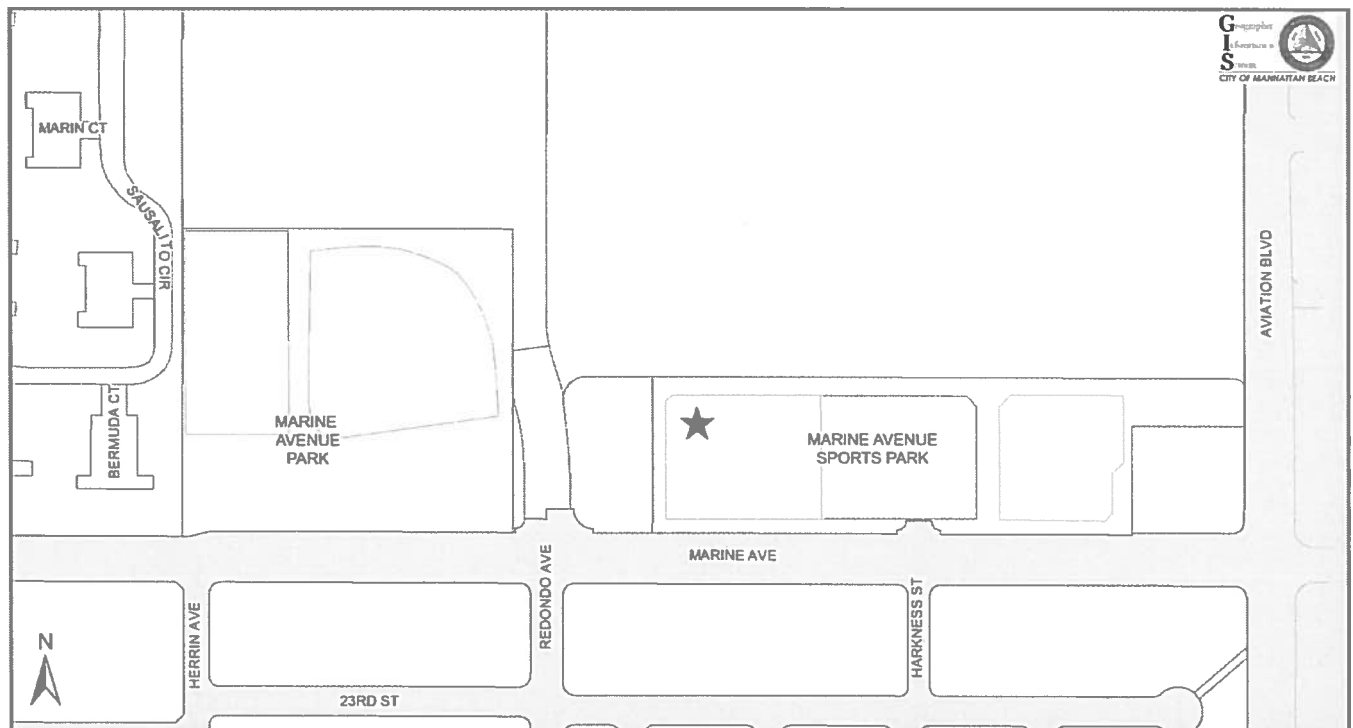 G
I
S
CITY OF MANHATTAN BEACH
MARIN CT
SAUSALITO CIR
AVIATION BLVD
BERMUDA CT
MARINE
AVENUE
PARK
MARINE AVENUE
SPORTS PARK
MARINE AVE
HERRIN AVE
REDONDO AVE
HARKNESS ST
N
23RD ST